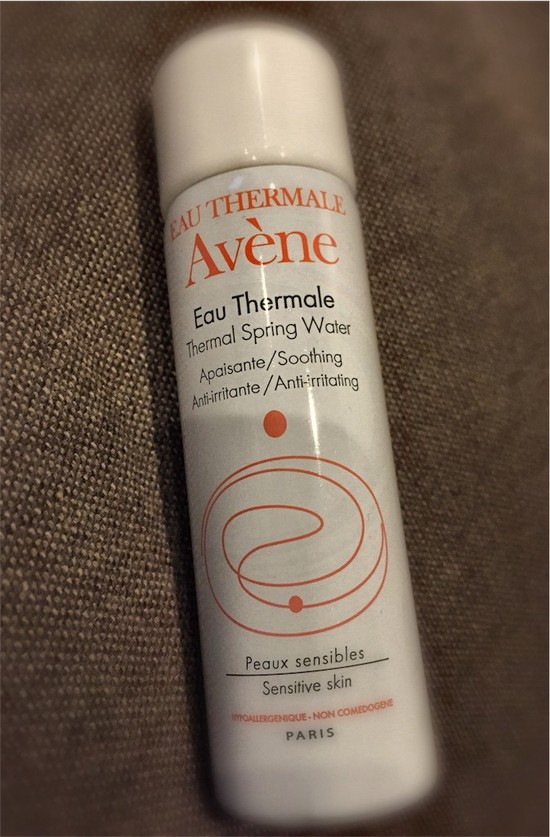 EAU THERMALE
Avène
Eau Thermale
Thermal Spring Water
Apaisante/Soothing
Anti-irritante/Anti-irritating
Peaux sensibles
Sensitive skin
HYPOALLERGENIQUE - NON COMEDOGENE
PARIS